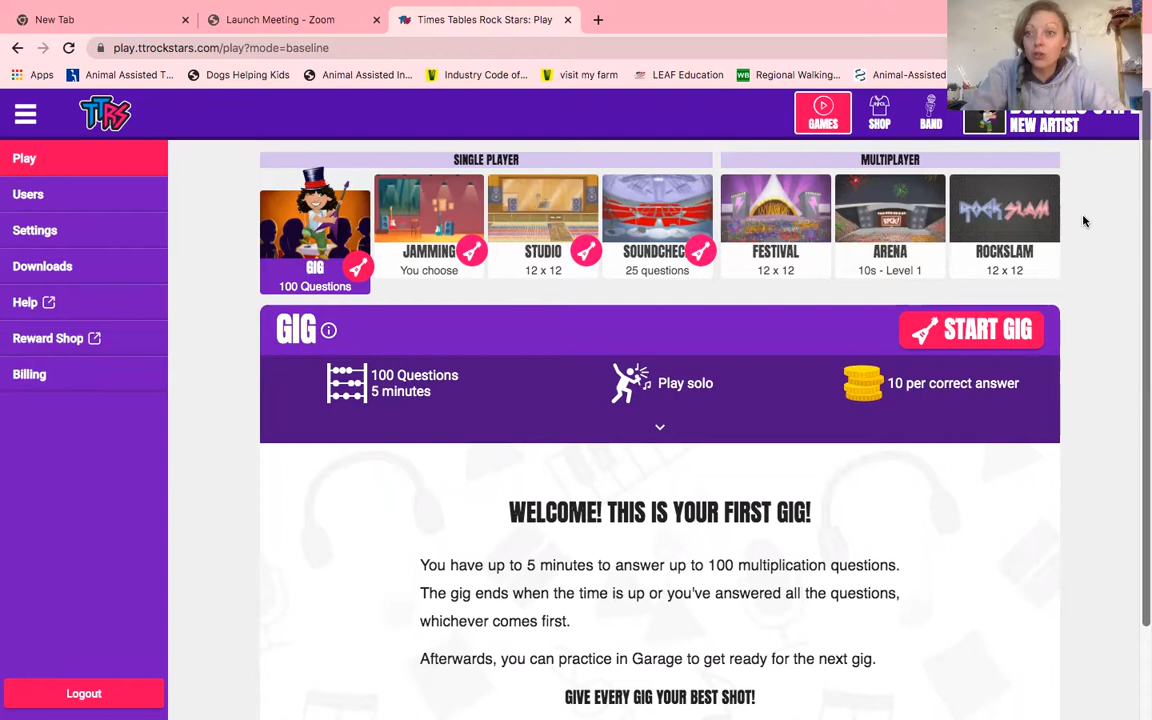 New Tab
Launch Meeting - Zoom
Times Tables Rock Stars: Play
play.ttrockstars.com/play?mode=baseline
Apps
Animal Assisted T...
Dogs Helping Kids
Animal Assisted In...
Industry Code of...
visit my farm
LEAF Education
Regional Walking...
Animal-Assisted
TTRS
GAMES
SHOP
BAND
NEW ARTIST
Play
Users
Settings
Downloads
Help
Reward Shop
Billing
Logout
SINGLE PLAYER
MULTIPLAYER
GIG
100 Questions
JAMMING
You choose
STUDIO
12 x 12
SOUNDCHEC
25 questions
FESTIVAL
12 x 12
ARENA
10s - Level 1
ROCK SLAM
ROCKSLAM
12 x 12
GIG
START GIG
100 Questions
5 minutes
Play solo
10 per correct answer
WELCOME! THIS IS YOUR FIRST GIG!
You have up to 5 minutes to answer up to 100 multiplication questions.
The gig ends when the time is up or you've answered all the questions,
whichever comes first.
Afterwards, you can practice in Garage to get ready for the next gig.
GIVE EVERY GIG YOUR BEST SHOT!